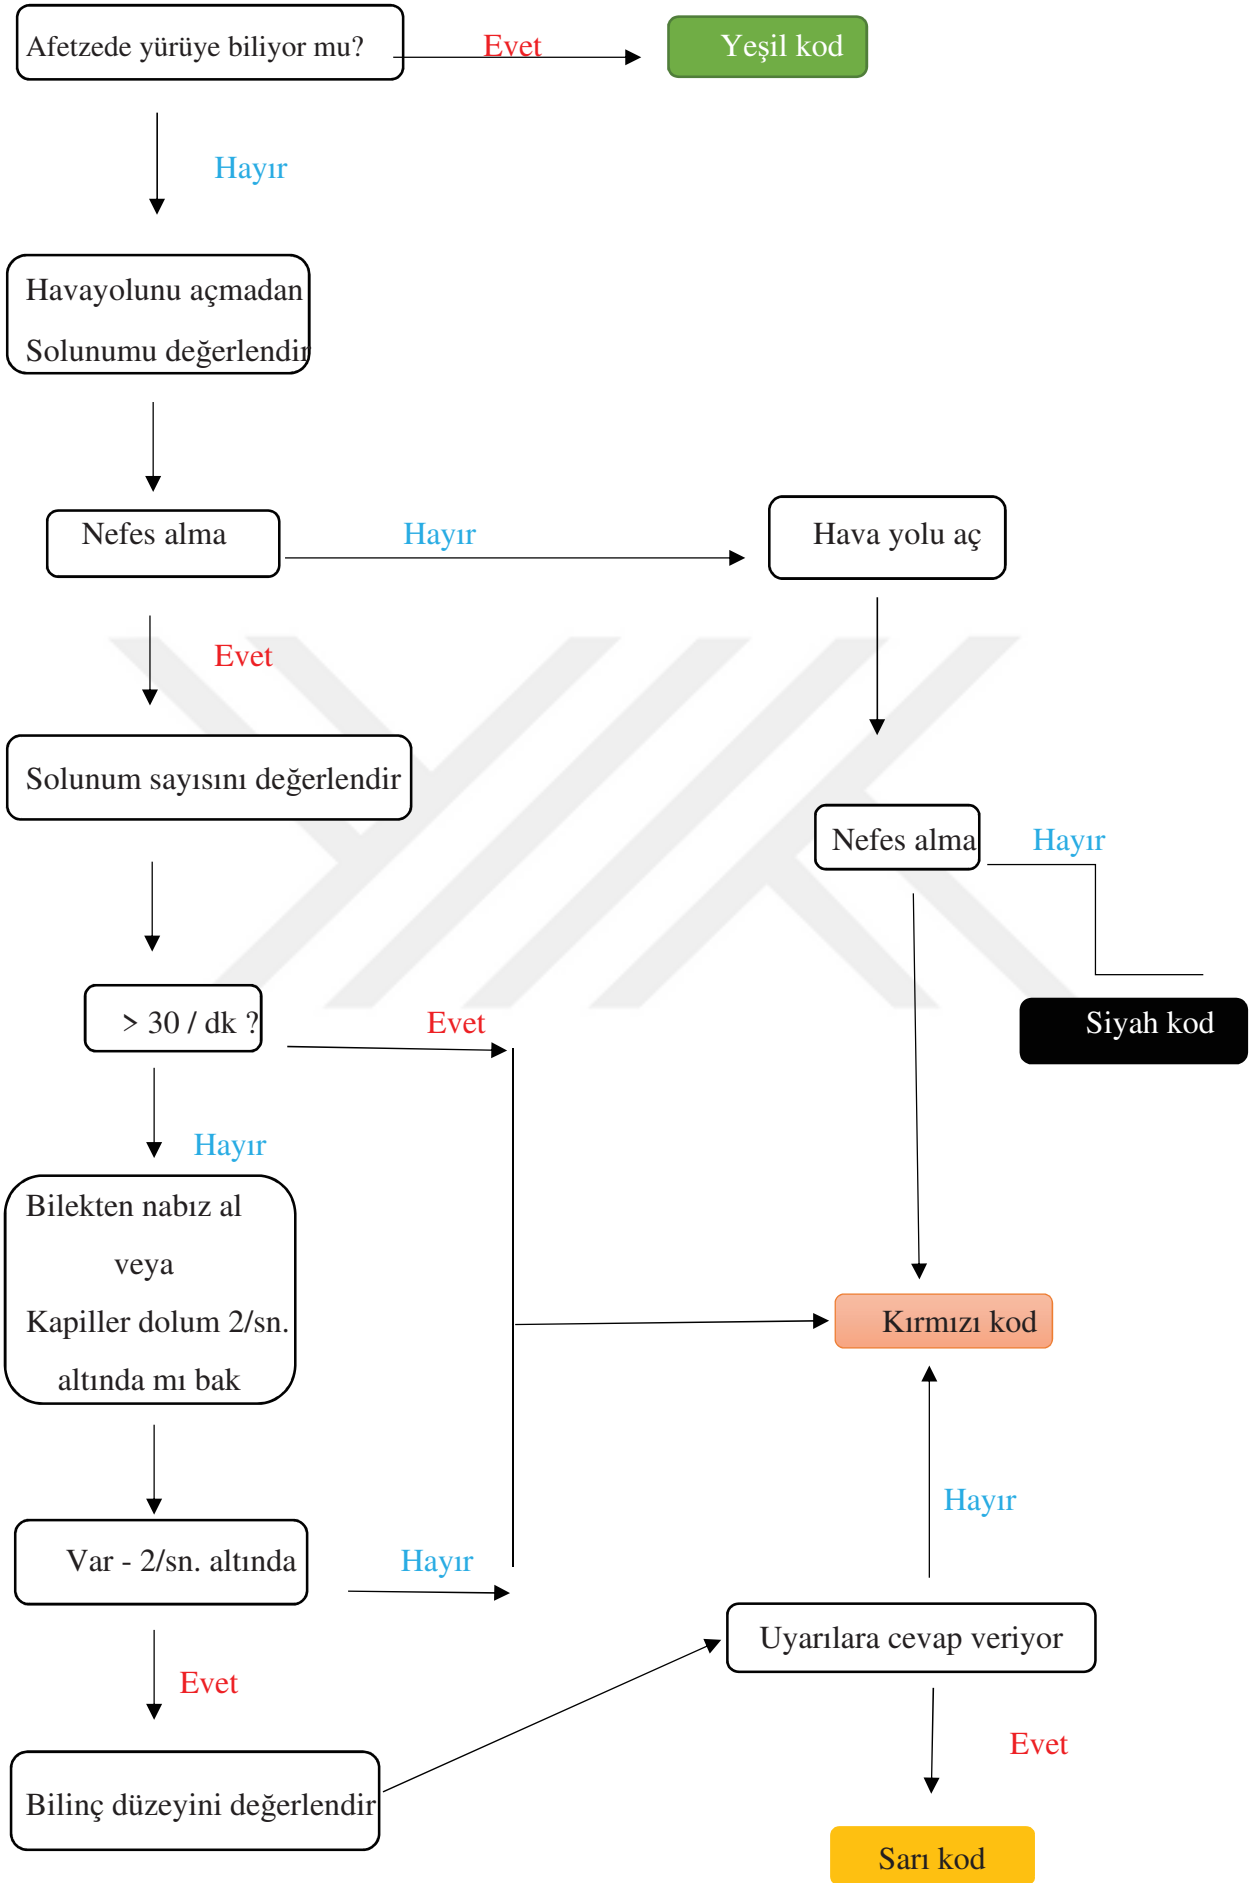 Afetzede yürüye biliyor mu?
Evet
Yeşil kod
Hayır
Havayolunu açmadan
Solunumu değerlendir
Nefes alma
Hayır
Hava yolu aç
Evet
Solunum sayısını değerlendir
Nefes alma
Hayır
> 30 / dk ?
Evet
Siyah kod
Hayır
Bilekten nabız al
veya
Kapiller dolum 2/sn.
altında mı bak
Kırmızı kod
Hayır
Var - 2/sn. altında
Hayır
Uyarılara cevap veriyor
Evet
Evet
Bilinç düzeyini değerlendir
Sarı kod